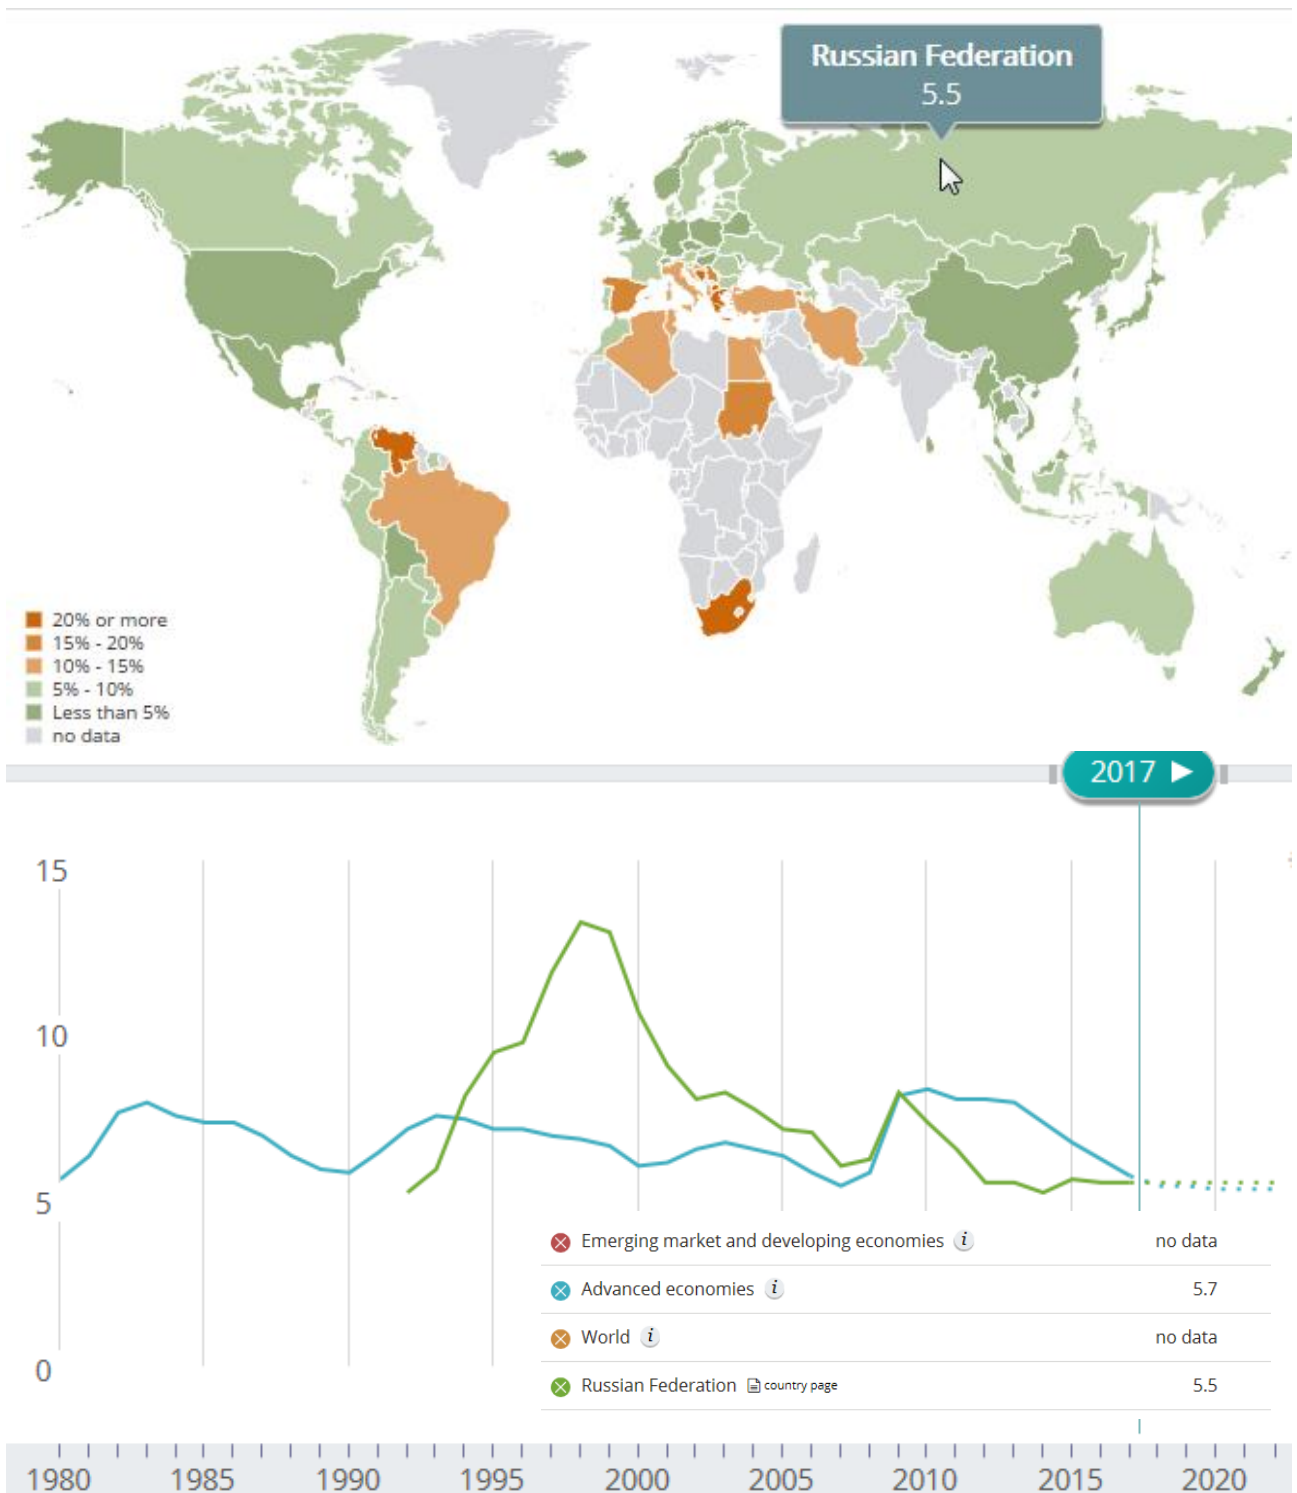 Russian Federation
5.5
20% or more
15% - 20%
10% - 15%
5% - 10%
Less than 5%
no data
2017
15
10
5
0
Emerging market and developing economies i no data
Advanced economies i 5.7
World i no data
Russian Federation country page 5.5
1980 1985 1990 1995 2000 2005 2010 2015 2020